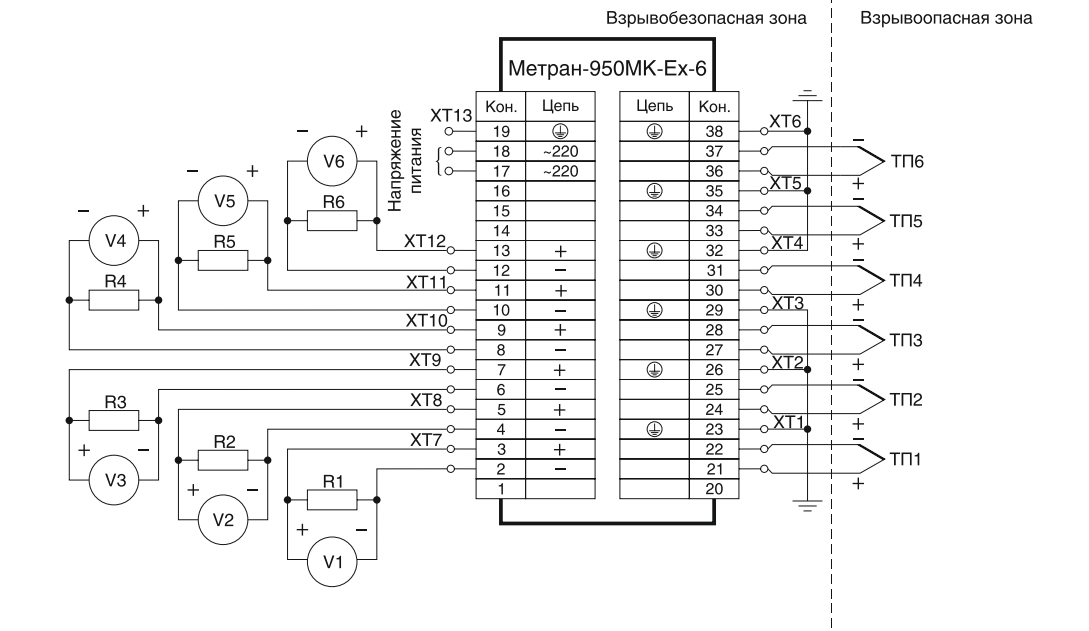 Взрывобезопасная зона
Взрывоопасная зона
Метран-950МК-Ex-6
Кон. Цепь Цепь Кон.
XT13 19 38 XT6
Напряжение питания
18 ~220 37
17 ~220 36
ТП6
− +
V6
R6
16 35 XT5
15 34
14 33
ТП5
− +
V5
R5
XT12 13 + 32 XT4
12 − 31
XT11 11 + 30
ТП4
− +
V4
R4
10 − 29 XT3
XT10 9 + 28
8 − 27
ТП3
XT9 7 + 26 XT2
6 − 25
XT8 5 + 24
ТП2
R3
+ −
V3
4 − 23 XT1
XT7 3 + 22
2 − 21
ТП1
1 20
R2
+ −
V2
R1
+ −
V1
− +
− +
− +
− +
− +
− +